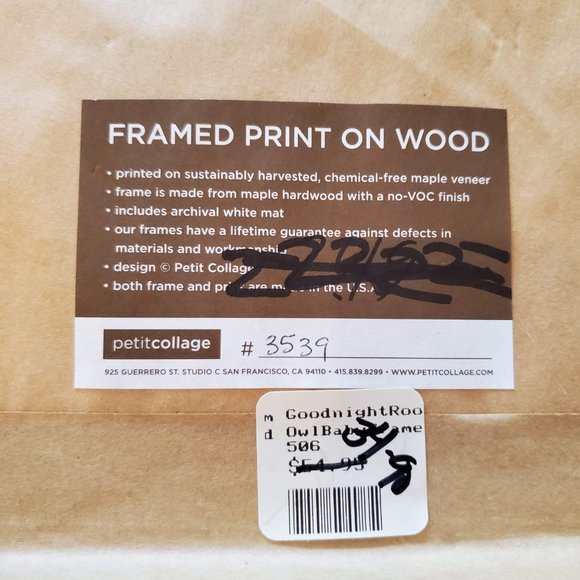 FRAMED PRINT ON WOOD
• printed on sustainably harvested, chemical-free maple veneer
• frame is made from maple hardwood with a no-VOC finish
• includes archival white mat
• our frames have a lifetime guarantee against defects in
materials and workmanship
• design © Petit Collage
• both frame and print are made in the U.S.A.
petitcollage # 3539
925 GUERRERO ST. STUDIO C SAN FRANCISCO, CA 94110 • 415.839.8299 • WWW.PETITCOLLAGE.COM
m GoodnightRoo
d OwlBaby
506